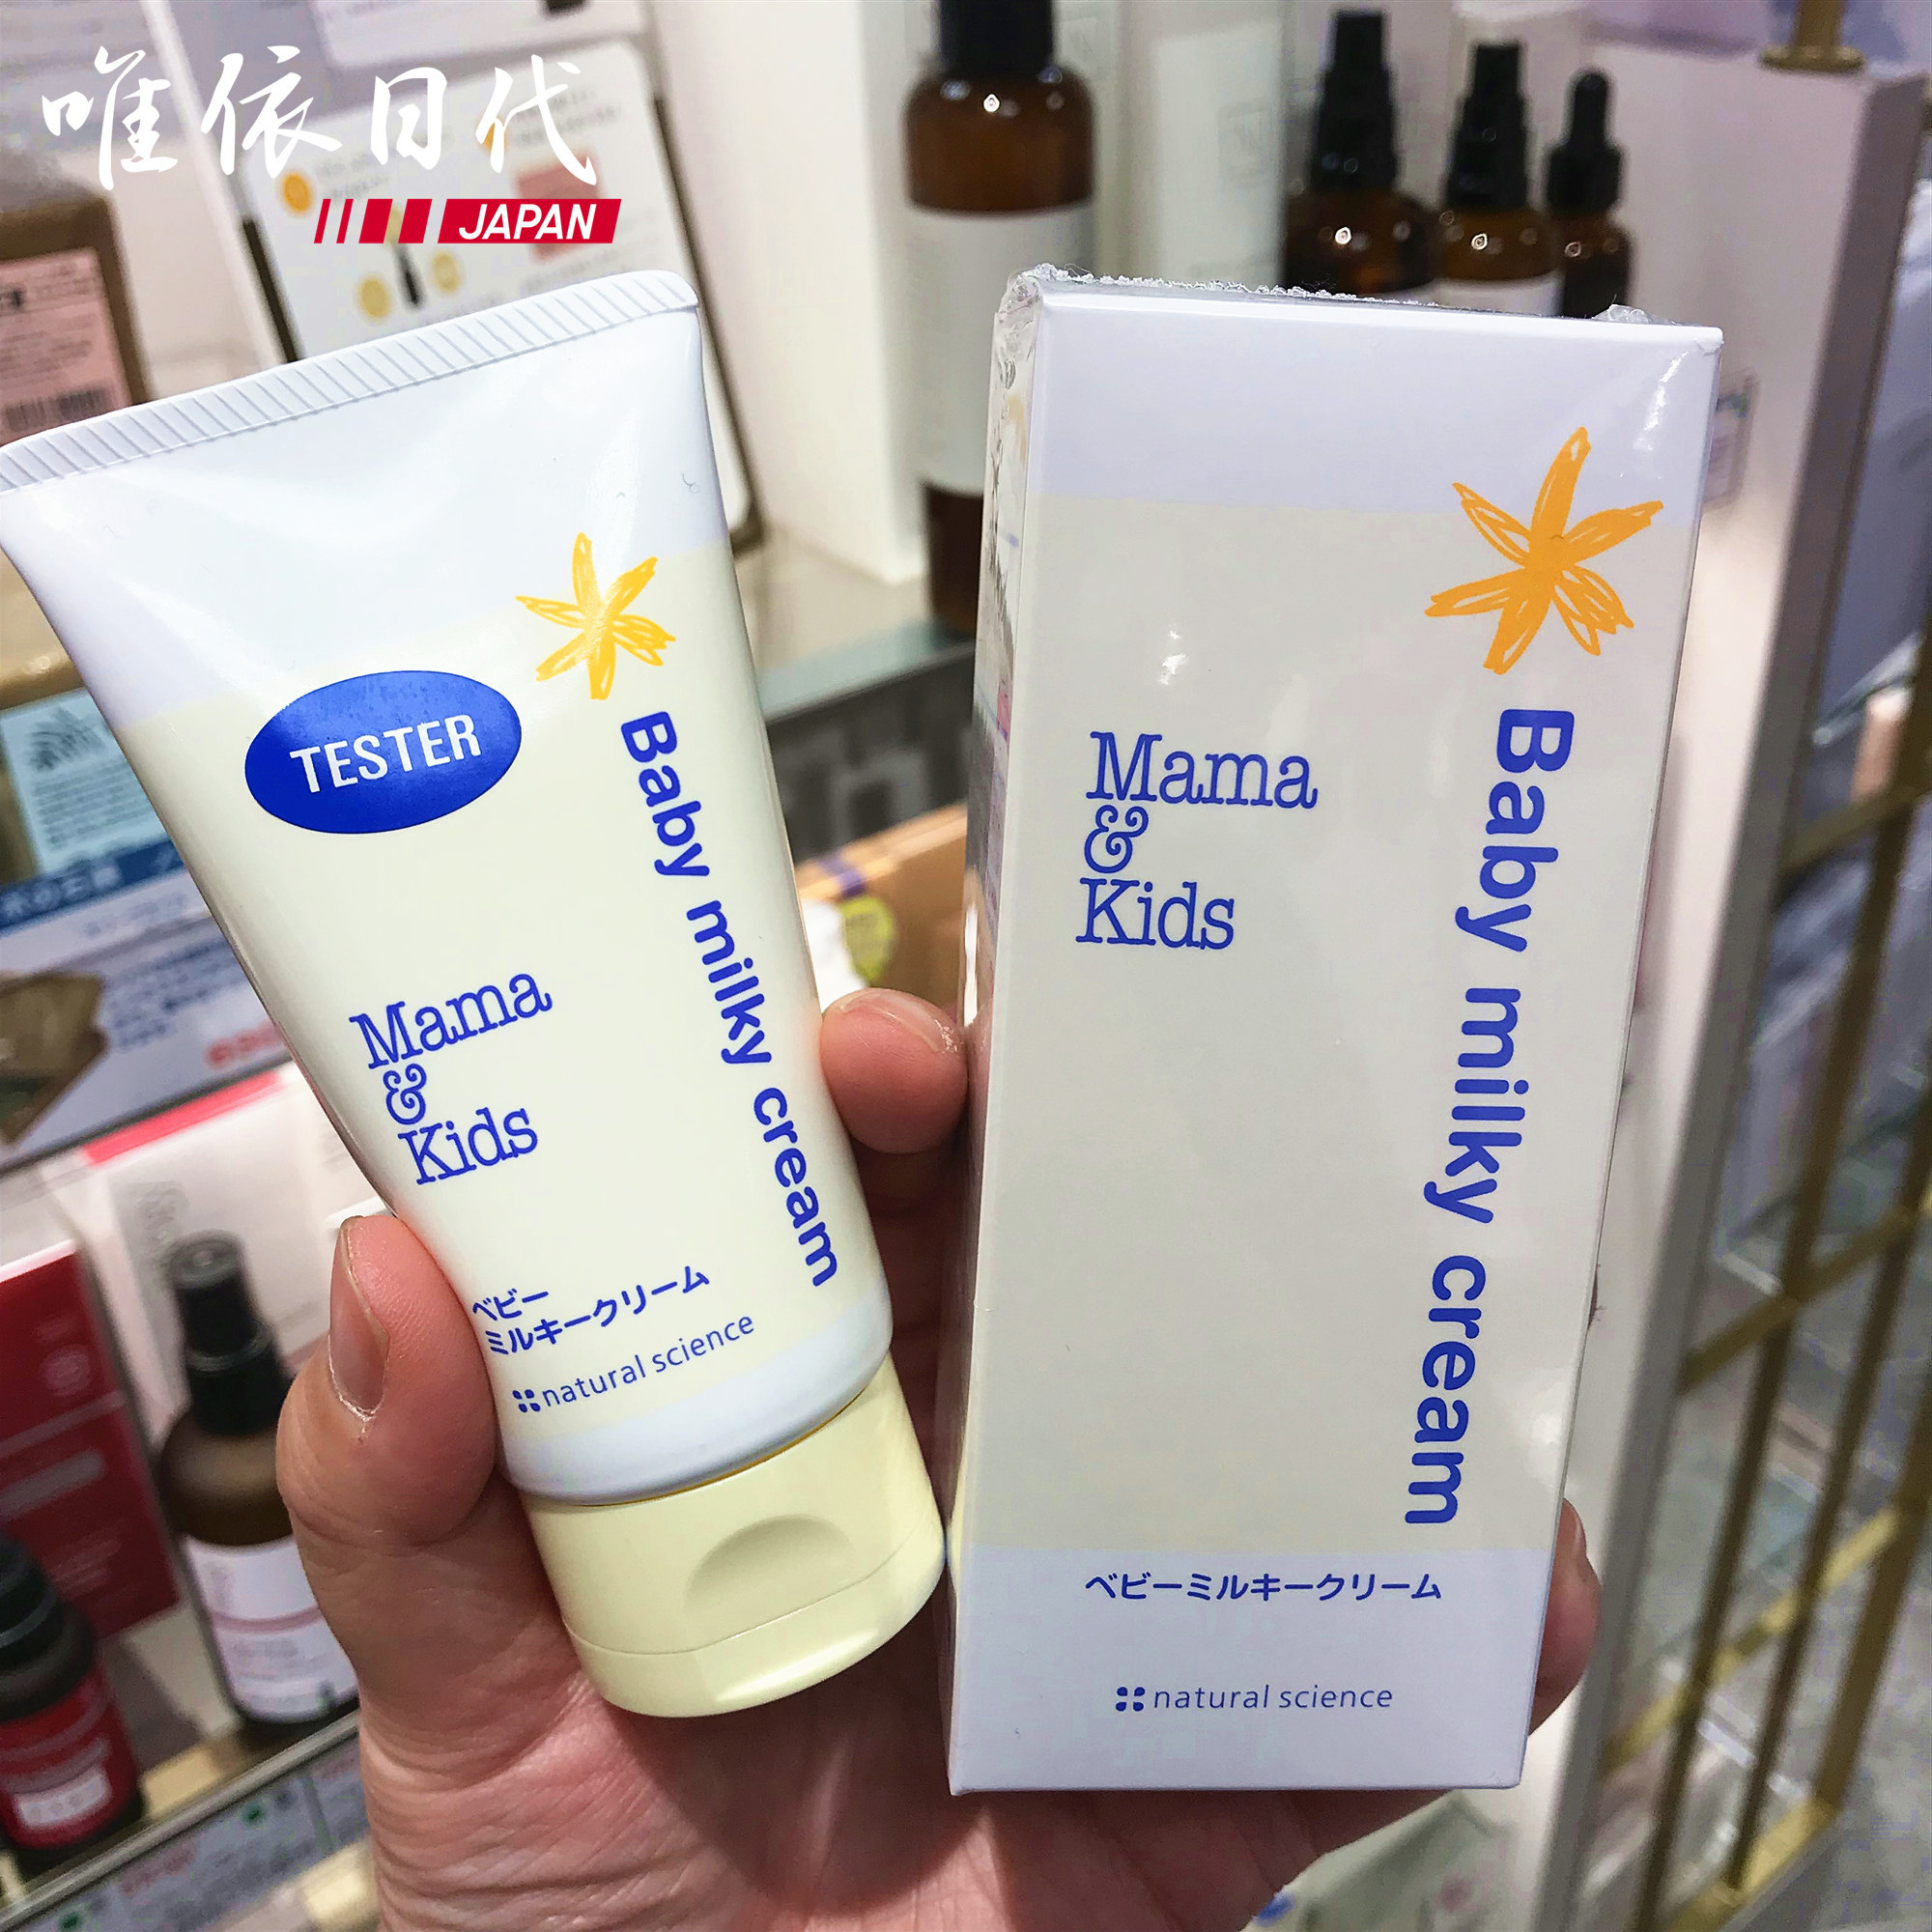 唯依日代
JAPAN
TESTER
Baby milky cream
Mama
&
Kids
ベビー
ミルキークリーム
natural science
Baby milky cream
Mama
&
Kids
ベビーミルキークリーム
natural science